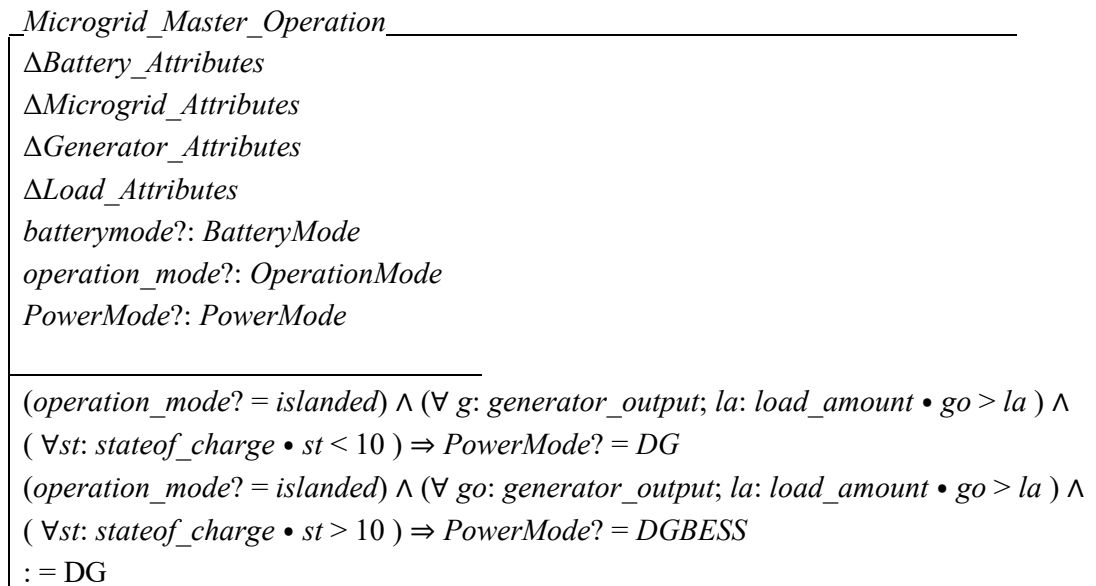 Microgrid_Master_Operation
ΔBattery_Attributes
ΔMicrogrid_Attributes
ΔGenerator_Attributes
ΔLoad_Attributes
batterymode?: BatteryMode
operation_mode?: OperationMode
PowerMode?: PowerMode
(operation_mode? = islanded) ∧ (∀ g: generator_output; la: load_amount • go > la ) ∧
( ∀st: stateof_charge • st < 10 ) ⇒ PowerMode? = DG
(operation_mode? = islanded) ∧ (∀ go: generator_output; la: load_amount • go > la ) ∧
( ∀st: stateof_charge • st > 10 ) ⇒ PowerMode? = DGBESS
: = DG